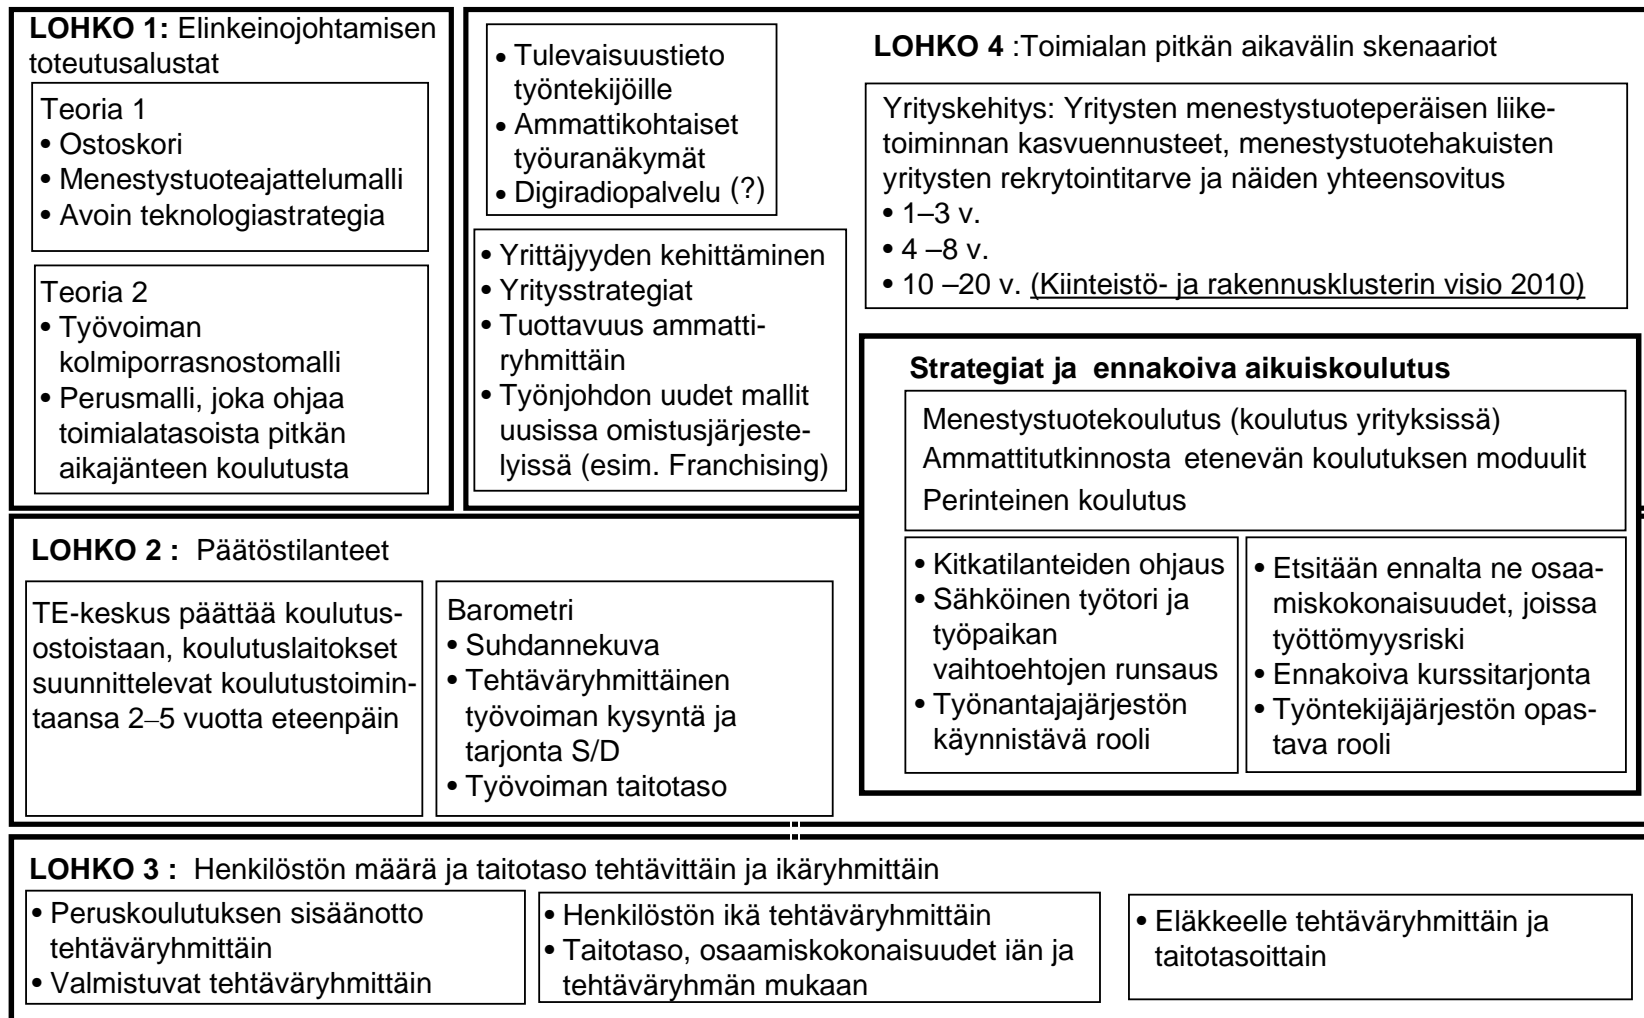 LOHKO 1: Elinkeinojohtamisen
toteutusalustat
Teoria 1
• Ostoskori
• Menestystuoteajattelumalli
• Avoin teknologiastrategia
Teoria 2
• Työvoiman
kolmiporrasnostomalli
• Perusmalli, joka ohjaa
toimialatasoista pitkän
aikajänteen koulutusta
• Tulevaisuustieto
työntekijöille
• Ammattikohtaiset
työuranäkymät
• Digiradiopalvelu (?)
• Yrittäjyyden kehittäminen
• Yritysstrategiat
• Tuottavuus ammatti-
ryhmittäin
• Työnjohdon uudet mallit
uusissa omistusjärjeste-
lyissä (esim. Franchising)
LOHKO 4 :Toimialan pitkän aikavälin skenaariot
Yrityskehitys: Yritysten menestystuoteperäisen liike-
toiminnan kasvuennusteet, menestystuotehakuisten
yritysten rekrytointitarve ja näiden yhteensovitus
• 1–3 v.
• 4 –8 v.
• 10 –20 v. (Kiinteistö- ja rakennusklusterin visio 2010)
Strategiat ja ennakoiva aikuiskoulutus
Menestystuotekoulutus (koulutus yrityksissä)
Ammattitutkinnosta etenevän koulutuksen moduulit
Perinteinen koulutus
• Kitkatilanteiden ohjaus
• Sähköinen työtori ja
työpaikan
vaihtoehtojen runsaus
• Työnantajajärjestön
käynnistävä rooli
• Etsitään ennalta ne osaa-
miskokonaisuudet, joissa
työttömyysriski
• Ennakoiva kurssitarjonta
• Työntekijäjärjestön opas-
tava rooli
LOHKO 2 : Päätöstilanteet
TE-keskus päättää koulutus-
ostoistaan, koulutuslaitokset
suunnittelevat koulutustoimin-
taansa 2–5 vuotta eteenpäin
Barometri
• Suhdannekuva
• Tehtäväryhmittäinen
työvoiman kysyntä ja
tarjonta S/D
• Työvoiman taitotaso
LOHKO 3 : Henkilöstön määrä ja taitotaso tehtävittäin ja ikäryhmittäin
• Peruskoulutuksen sisäänotto
tehtäväryhmittäin
• Valmistuvat tehtäväryhmittäin
• Henkilöstön ikä tehtäväryhmittäin
• Taitotaso, osaamiskokonaisuudet iän ja
tehtäväryhmän mukaan
• Eläkkeelle tehtäväryhmittäin ja
taitotasoittain